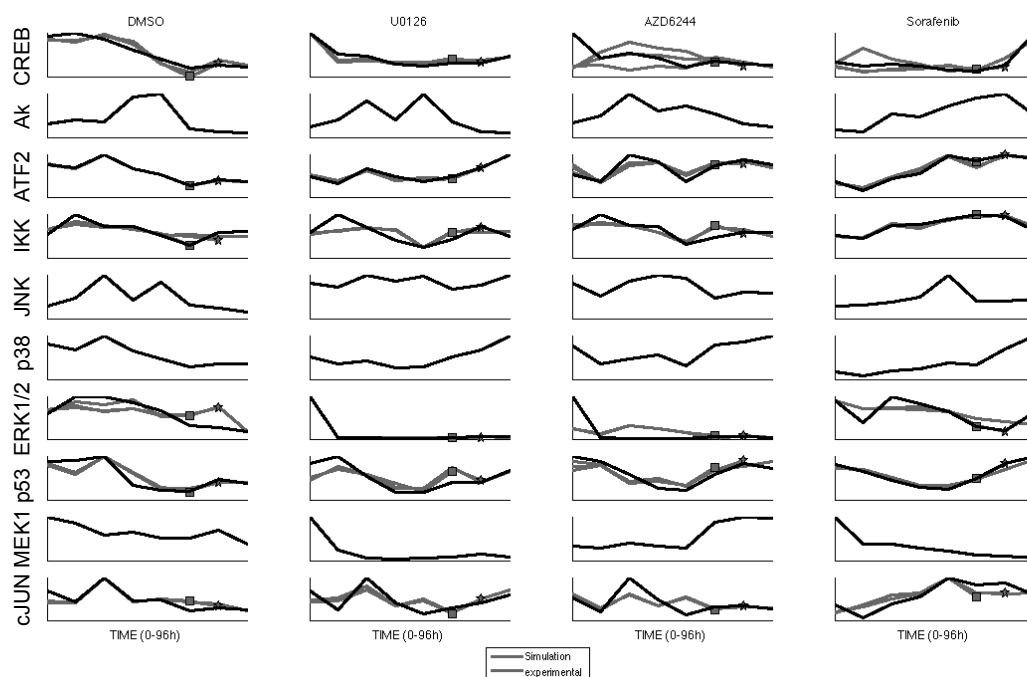 DMSO U0126 AZD6244 Sorafenib
CREB
Ak
ATF2
IKK
JNK
p38
ERK1/2
p53
MEK1
cJUN
TIME (0-96h) TIME (0-96h) TIME (0-96h) TIME (0-96h)
Simulation
experimental